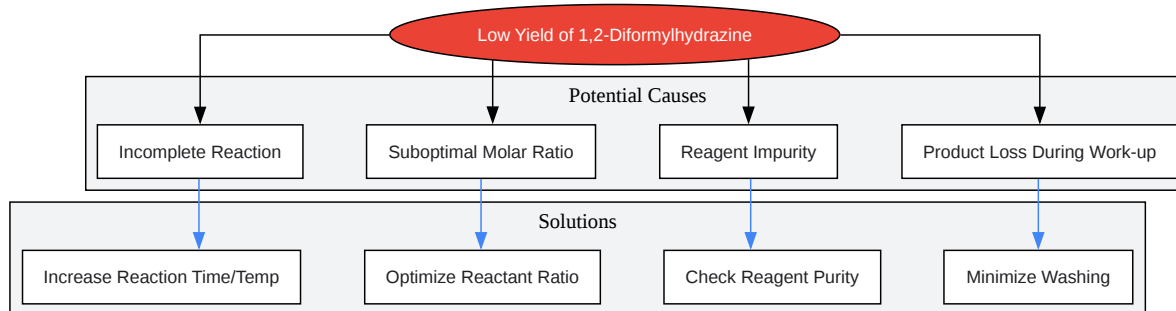 Low Yield of 1,2-Diformylhydrazine
Potential Causes
Incomplete Reaction
Suboptimal Molar Ratio
Reagent Impurity
Product Loss During Work-up
Solutions
Increase Reaction Time/Temp
Optimize Reactant Ratio
Check Reagent Purity
Minimize Washing